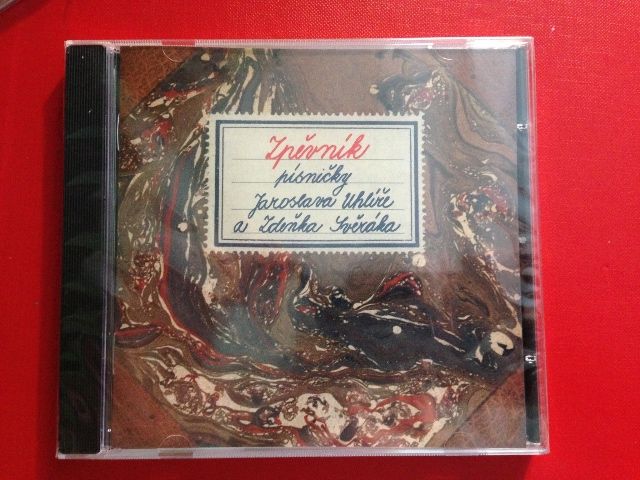 Zpěvník
písničky
Jaroslava Uhlíře
a Zdeňka Svěráka